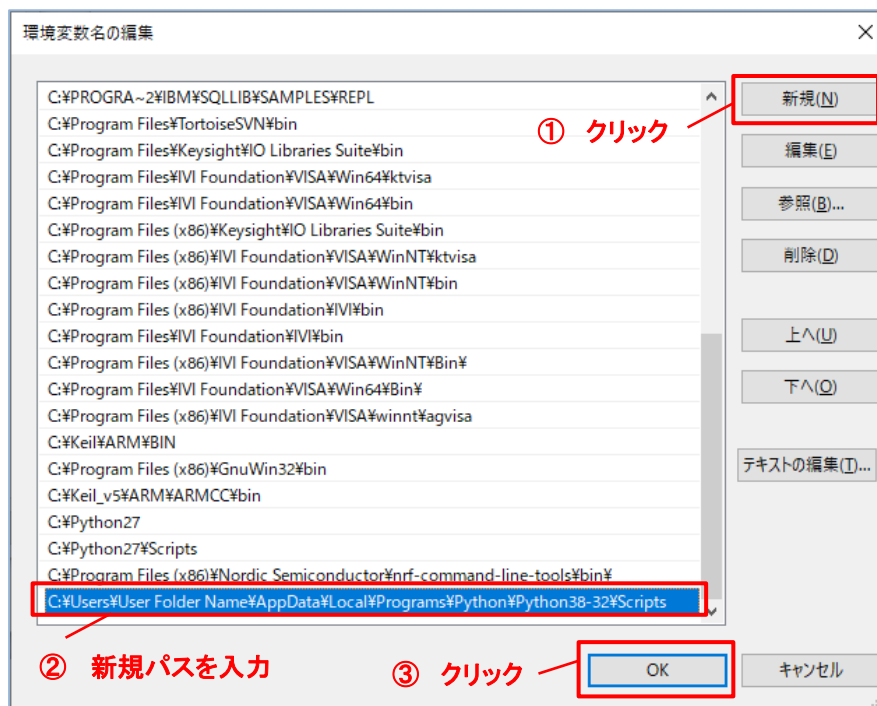 環境変数名の編集
C:¥PROGRA~2¥IBM¥SQLLIB¥SAMPLES¥REPL
C:¥Program Files¥TortoiseSVN¥bin
C:¥Program Files¥Keysight¥IO Libraries Suite¥bin
C:¥Program Files¥IVI Foundation¥VISA¥Win64¥ktvisa
C:¥Program Files¥IVI Foundation¥VISA¥Win64¥bin
C:¥Program Files (x86)¥Keysight¥IO Libraries Suite¥bin
C:¥Program Files (x86)¥IVI Foundation¥VISA¥WinNT¥ktvisa
C:¥Program Files (x86)¥IVI Foundation¥VISA¥WinNT¥bin
C:¥Program Files (x86)¥IVI Foundation¥IVI¥bin
C:¥Program Files¥IVI Foundation¥IVI¥bin
C:¥Program Files (x86)¥IVI Foundation¥VISA¥WinNT¥Bin¥
C:¥Program Files¥IVI Foundation¥VISA¥Win64¥Bin¥
C:¥Program Files (x86)¥IVI Foundation¥VISA¥winnt¥agvisa
C:¥Keil¥ARM¥BIN
C:¥Program Files (x86)¥GnuWin32¥bin
C:¥Keil_v5¥ARM¥ARMCC¥bin
C:¥Python27
C:¥Python27¥Scripts
C:¥Program Files (x86)¥Nordic Semiconductor¥nrf-command-line-tools¥bin¥
C:¥Users¥User Folder Name¥AppData¥Local¥Programs¥Python¥Python38-32¥Scripts
① クリック
新規(N)
編集(E)
参照(B)...
削除(D)
上へ(U)
下へ(O)
テキストの編集(T)...
② 新規パスを入力
③ クリック
OK
キャンセル